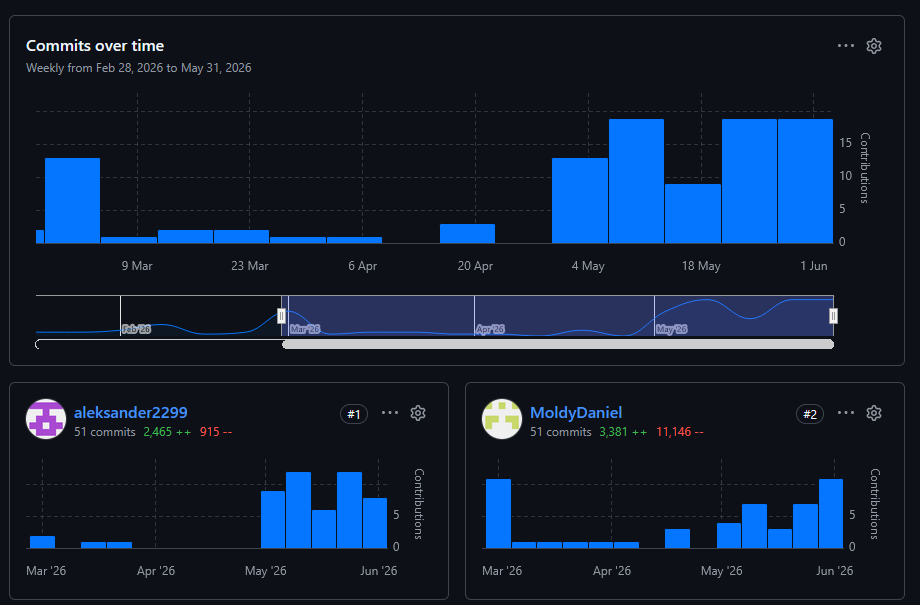 Commits over time
Weekly from Feb 28, 2026 to May 31, 2026
15
10
5
0
Contributions
9 Mar
23 Mar
6 Apr
20 Apr
4 May
18 May
1 Jun
Feb '26
Mar '26
Apr '26
May '26
aleksander2299
#1
51 commits 2,465 ++ 915 --
5
0
Contributions
Mar '26
Apr '26
May '26
Jun '26
MoldyDaniel
#2
51 commits 3,381 ++ 11,146 --
5
0
Contributions
Mar '26
Apr '26
May '26
Jun '26